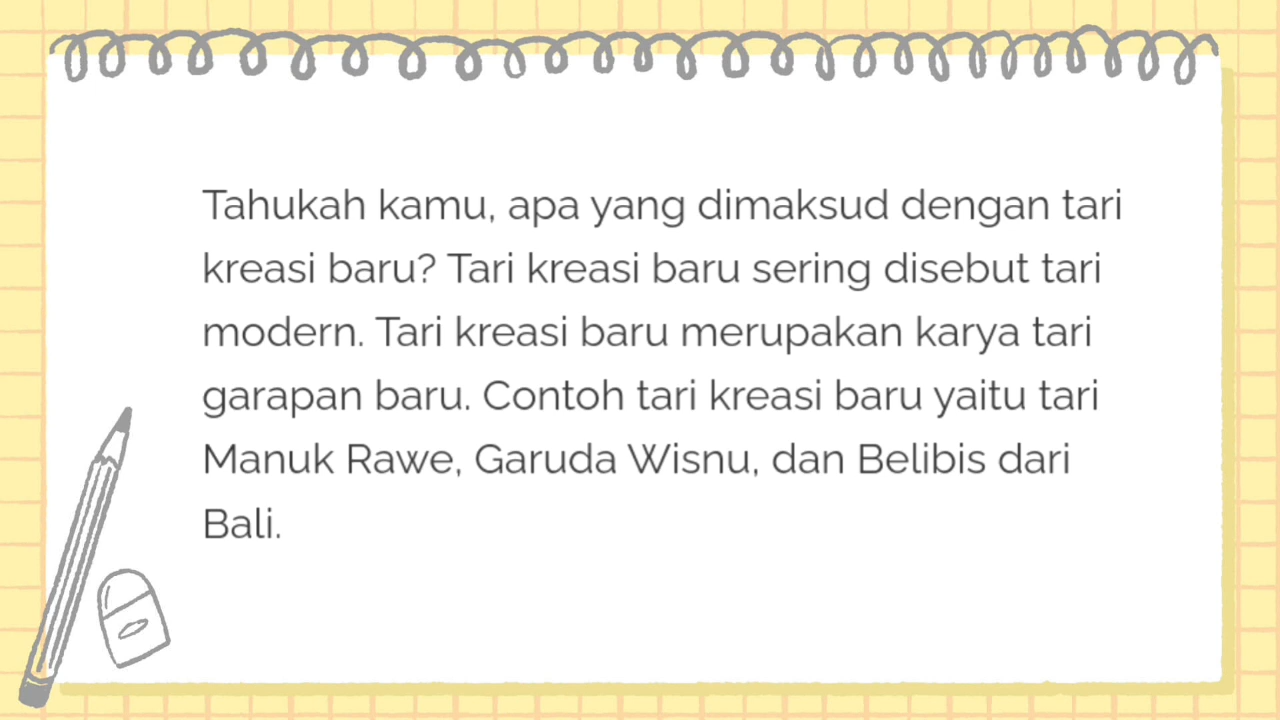 Tahukah kamu, apa yang dimaksud dengan tari
kreasi baru? Tari kreasi baru sering disebut tari
modern. Tari kreasi baru merupakan karya tari
garapan baru. Contoh tari kreasi baru yaitu tari
Manuk Rawe, Garuda Wisnu, dan Belibis dari
Bali.